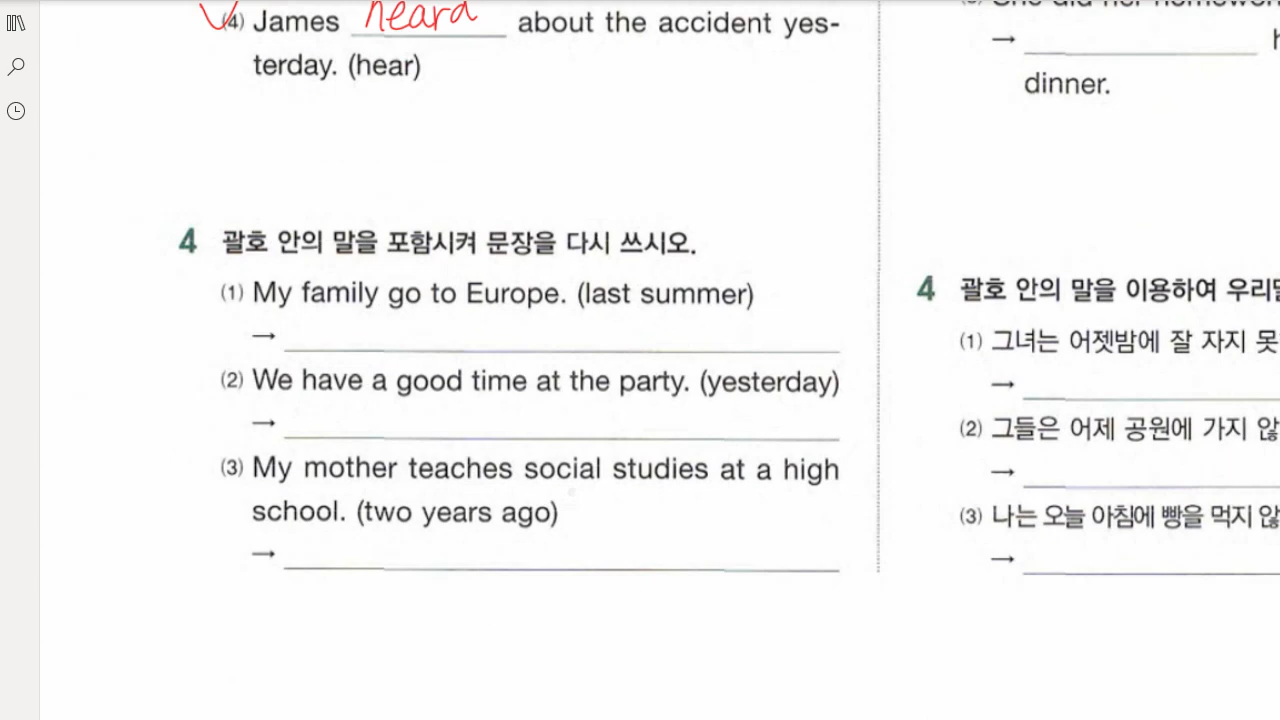 (4) James heard about the accident yes-
terday. (hear)
4 괄호 안의 말을 포함시켜 문장을 다시 쓰시오.
(1) My family go to Europe. (last summer)
→
(2) We have a good time at the party. (yesterday)
→
(3) My mother teaches social studies at a high
school. (two years ago)
→
She did her homework
→
dinner.
4 괄호 안의 말을 이용하여
(1) 그녀는 어젯밤에 잘 자지 못
→
(2) 그들은 어제 공원에 가지 않
→
(3) 나는 오늘 아침에 빵을 먹지 않
→